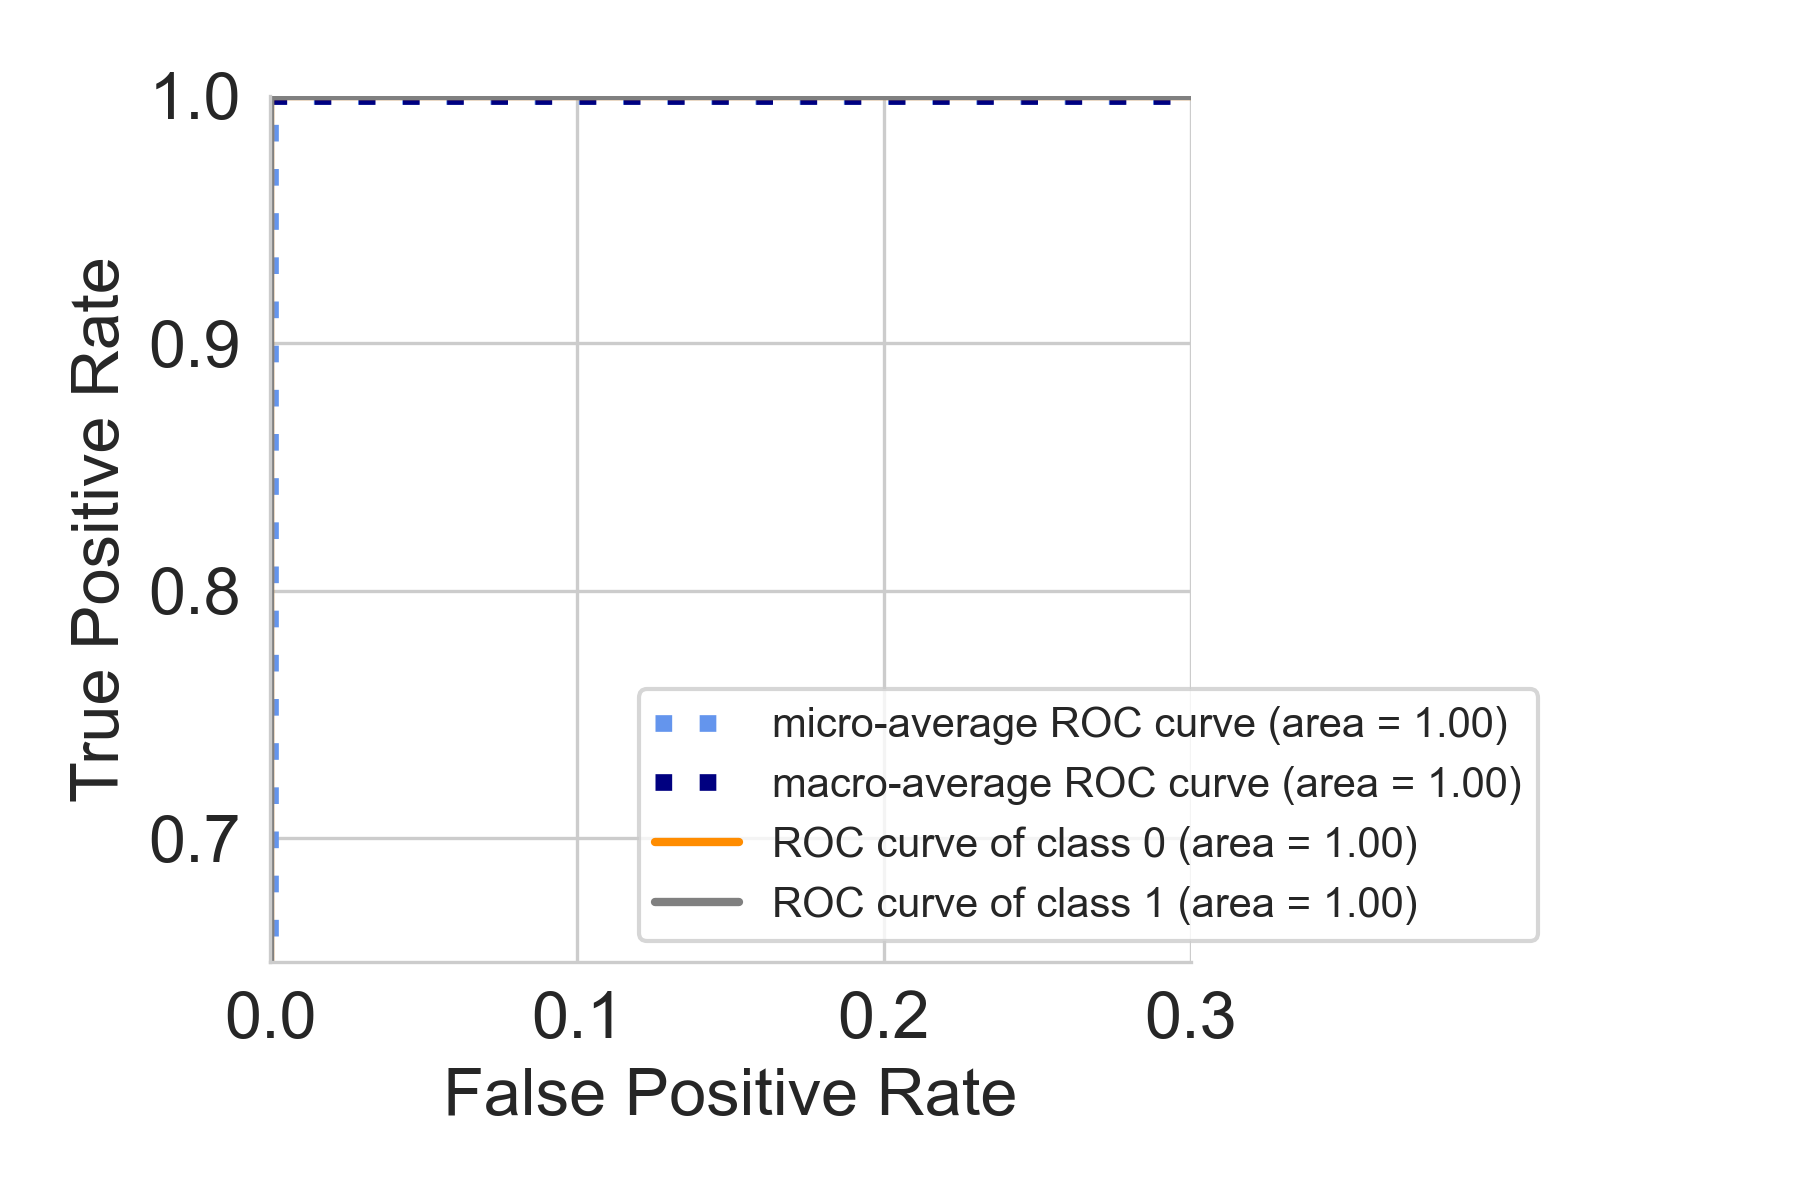 1.0
0.9
0.8
0.7
True Positive Rate
micro-average ROC curve (area = 1.00)
macro-average ROC curve (area = 1.00)
ROC curve of class 0 (area = 1.00)
ROC curve of class 1 (area = 1.00)
0.0 0.1 0.2 0.3
False Positive Rate